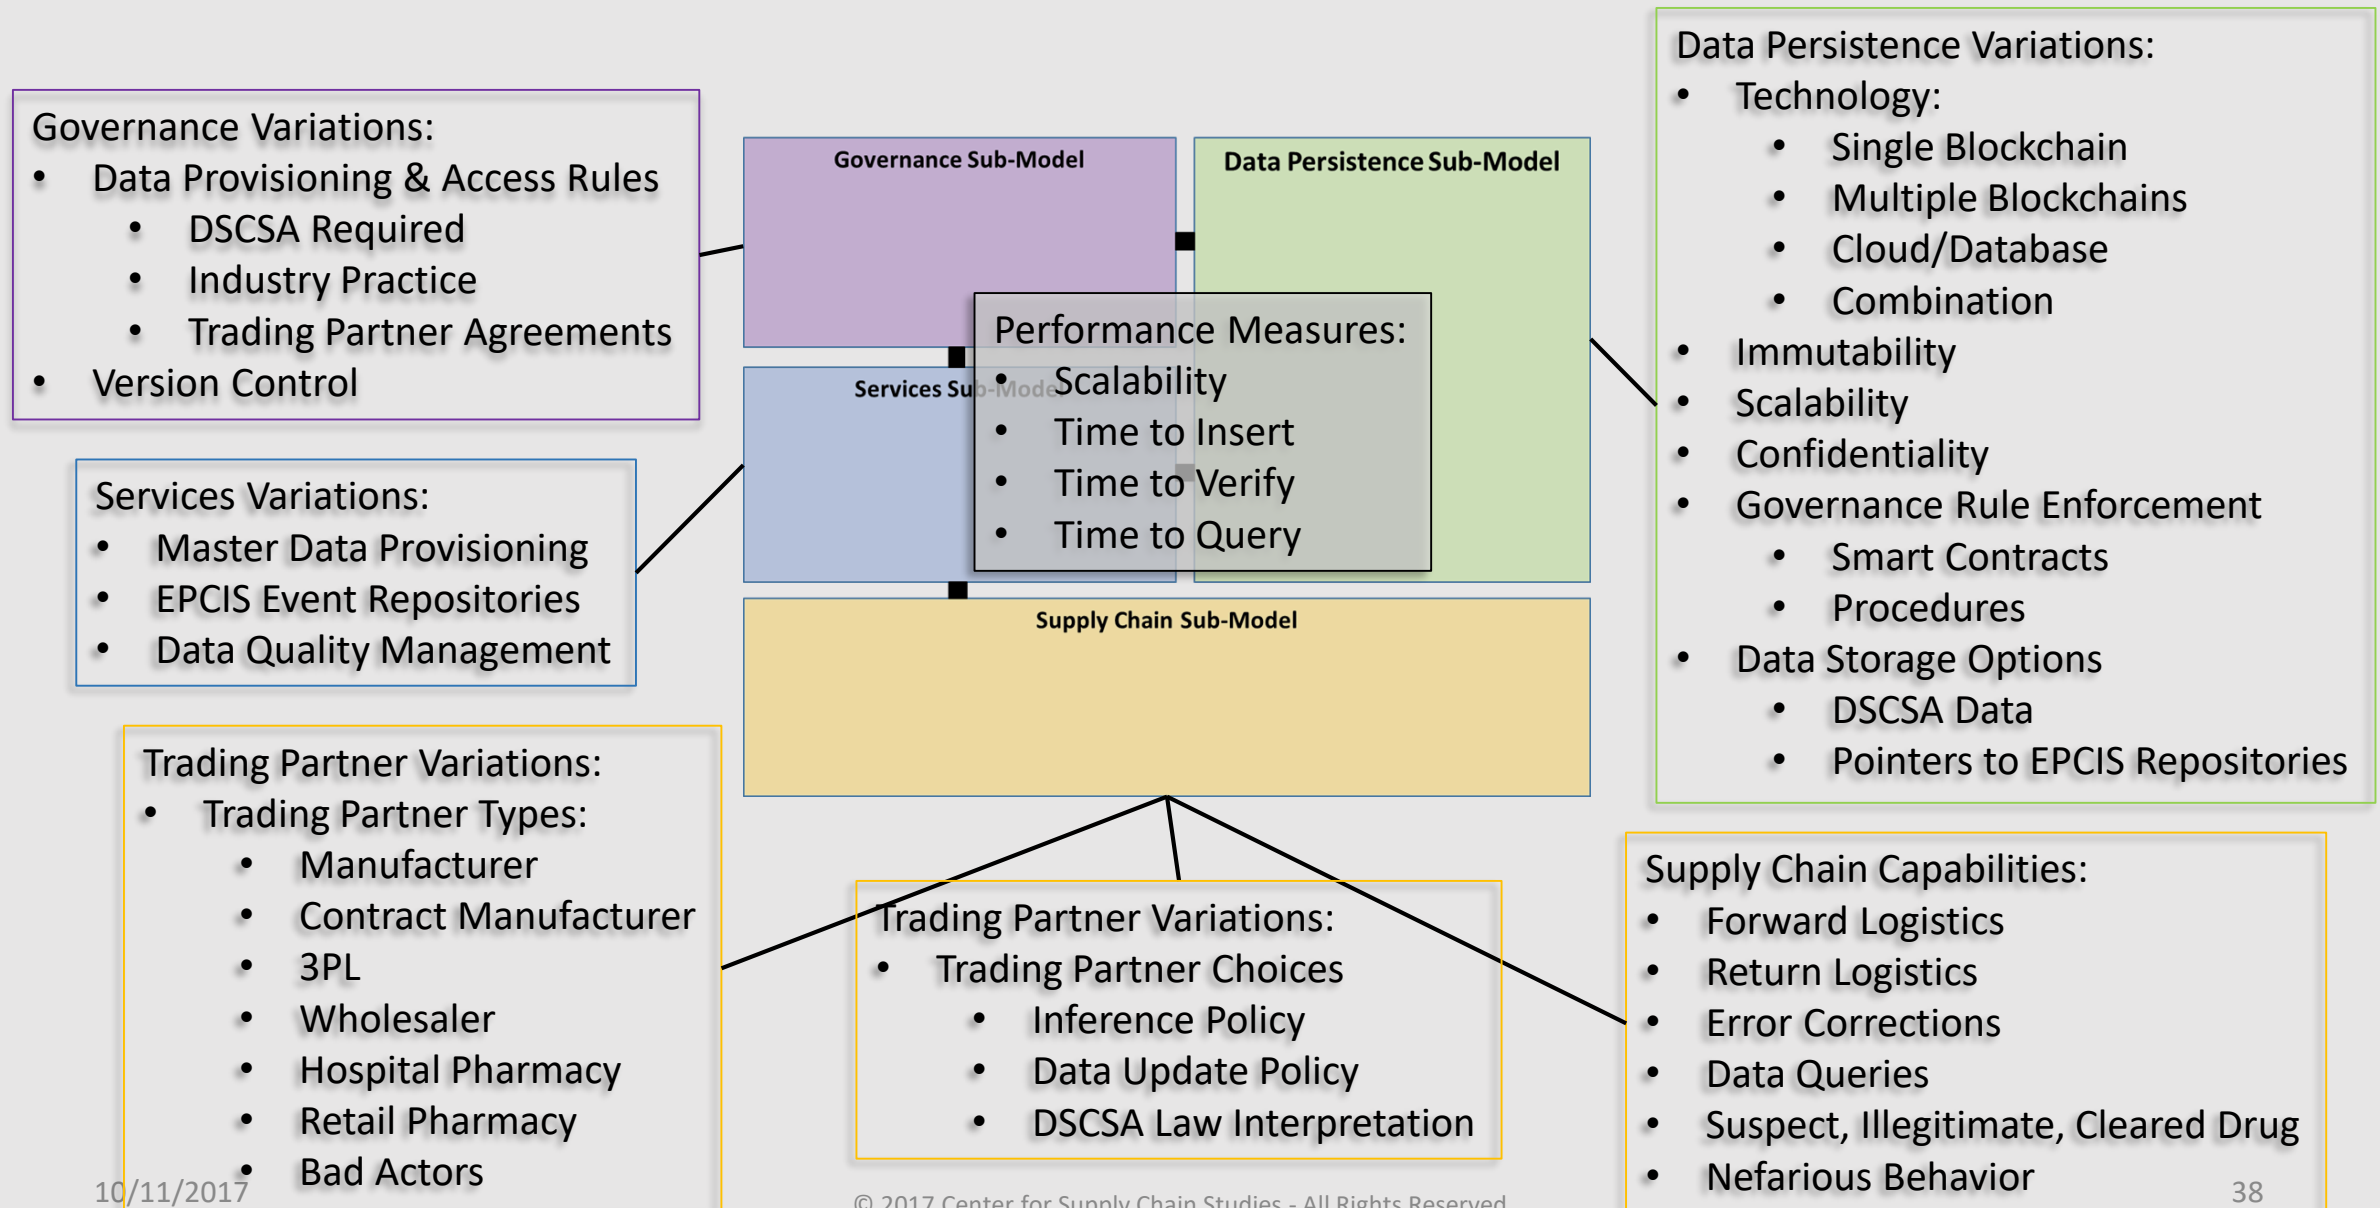 Governance Variations:
• Data Provisioning & Access Rules
• DSCSA Required
• Industry Practice
• Trading Partner Agreements
• Version Control
Services Variations:
• Master Data Provisioning
• EPCIS Event Repositories
• Data Quality Management
Governance Sub-Model
Data Persistence Sub-Model
Services Sub-Model
Performance Measures:
• Scalability
• Time to Insert
• Time to Verify
• Time to Query
Supply Chain Sub-Model
Data Persistence Variations:
• Technology:
• Single Blockchain
• Multiple Blockchains
• Cloud/Database
• Combination
• Immutability
• Scalability
• Confidentiality
• Governance Rule Enforcement
• Smart Contracts
• Procedures
• Data Storage Options
• DSCSA Data
• Pointers to EPCIS Repositories
Trading Partner Variations:
• Trading Partner Types:
• Manufacturer
• Contract Manufacturer
• 3PL
• Wholesaler
• Hospital Pharmacy
• Retail Pharmacy
• Bad Actors
Trading Partner Variations:
• Trading Partner Choices
• Inference Policy
• Data Update Policy
• DSCSA Law Interpretation
Supply Chain Capabilities:
• Forward Logistics
• Return Logistics
• Error Corrections
• Data Queries
• Suspect, Illegitimate, Cleared Drug
• Nefarious Behavior
10/11/2017
© 2017 Center for Supply Chain Studies - All Rights Reserved
38